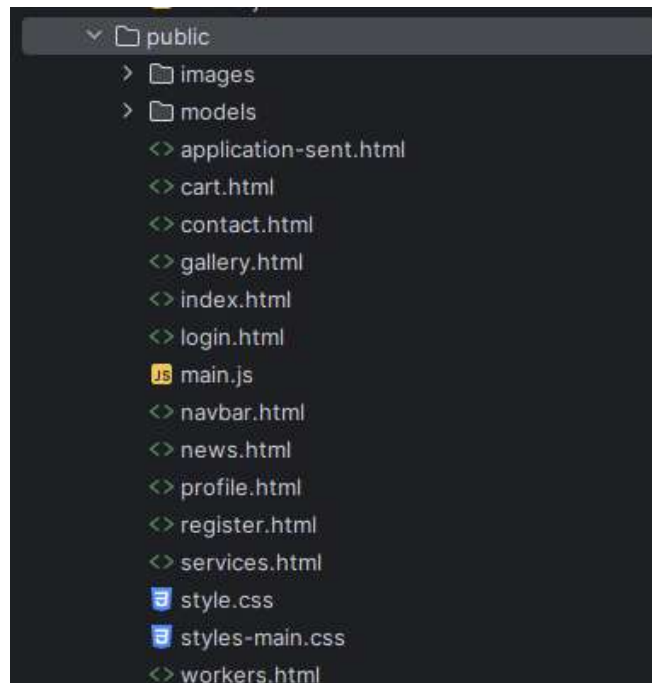 public
images
models
application-sent.html
cart.html
contact.html
gallery.html
index.html
login.html
JS main.js
navbar.html
news.html
profile.html
register.html
services.html
style.css
styles-main.css
workers.html